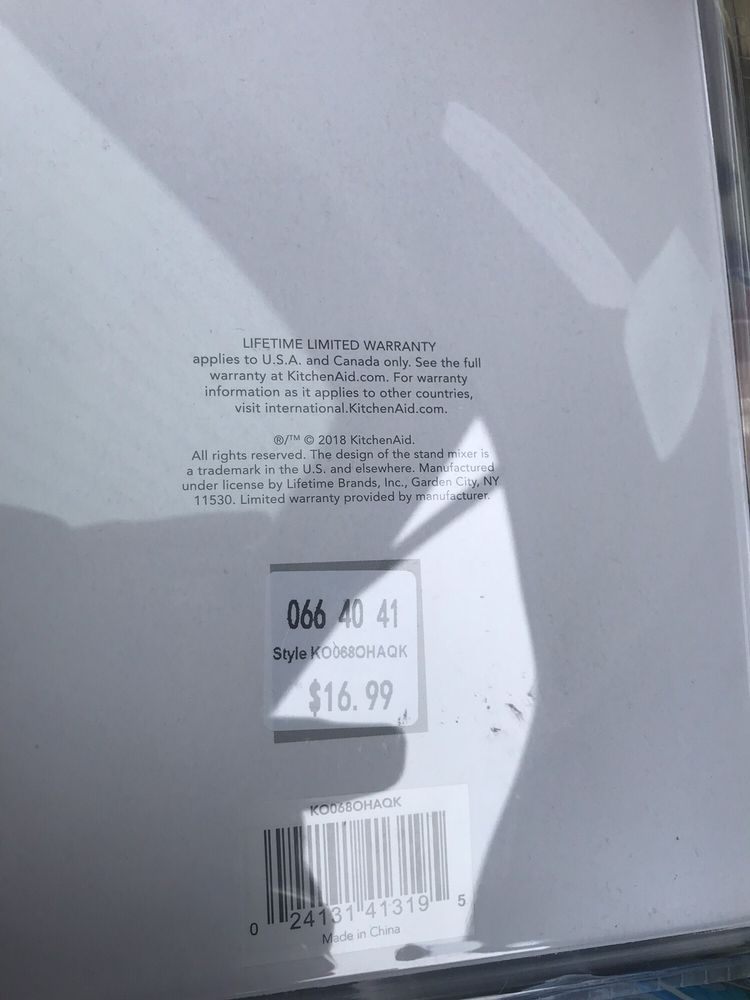 LIFETIME LIMITED WARRANTY
applies to U.S.A. and Canada only. See the full
warranty at KitchenAid.com. For warranty
information as it applies to other countries,
visit international.KitchenAid.com.
®/™ © 2018 KitchenAid.
All rights reserved. The design of the stand mixer is
a trademark in the U.S. and elsewhere. Manufactured
under license by Lifetime Brands, Inc., Garden City, NY
11530. Limited warranty provided by manufacturer.
066 40 41
Style KO068OHAQK
$16.99
KO068OHAQK
0 24131 41319 5
Made in China